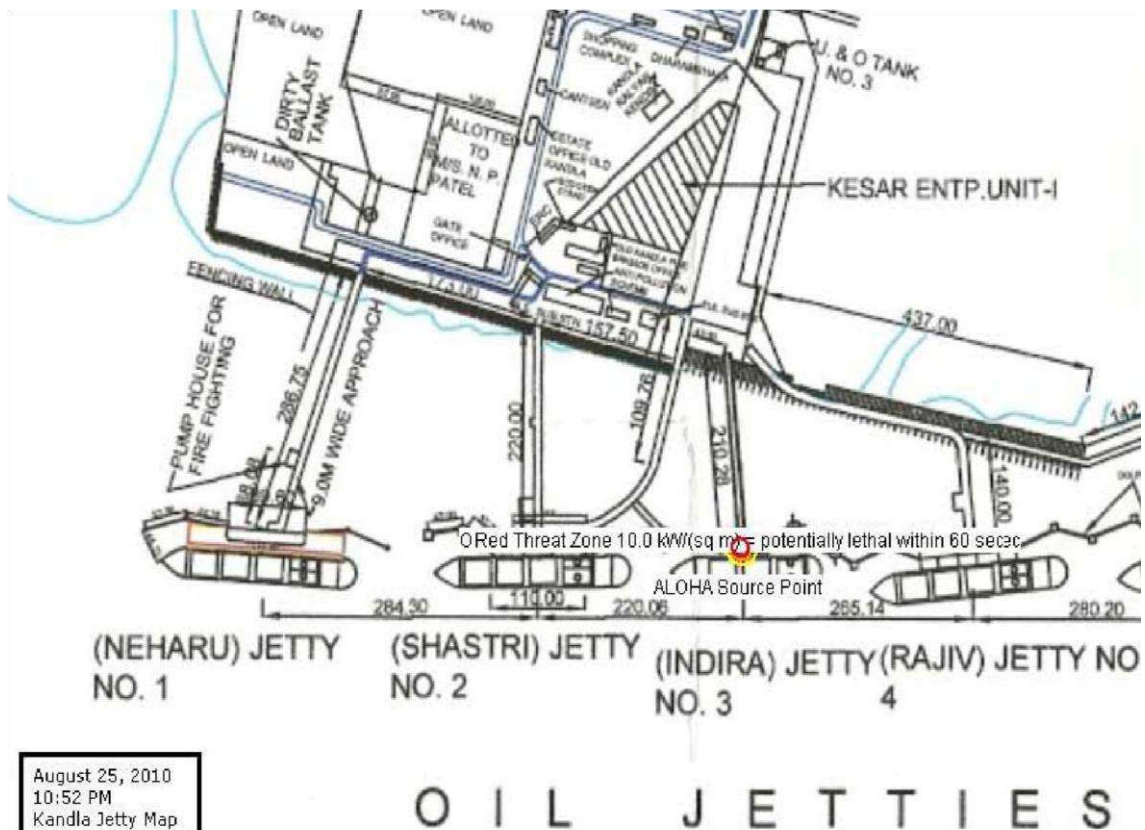 OPEN LAND
OPEN LAND
SHOPPING
COMPLEX
U. & O TANK
NO. 3
DIRTY
BALLAST
TANK
CANTEEN
ALLOTTED
TO
M/S. N. P.
PATEL
ESTATE
OFFICE OLD
KANDLA
OPEN LAND
KESAR ENTP.UNIT-I
GATE
OFFICE
FENCING WALL
157.50
437.00
PUMP HOUSE FOR
FIRE FIGHTING
286.75
9.0M WIDE APPROACH
220.00
109.76
210.28
140.00
142
Red Threat Zone 10.0 kW/(sq m) = potentially lethal within 60 secec
ALOHA Source Point
284.30
110.00
220.06
265.14
280.20
(NEHARU) JETTY
NO. 1
(SHASTRI) JETTY
NO. 2
(INDIRA) JETTY
NO. 3
(RAJIV) JETTY NO
4
August 25, 2010
10:52 PM
Kandla Jetty Map
OIL JETTIES